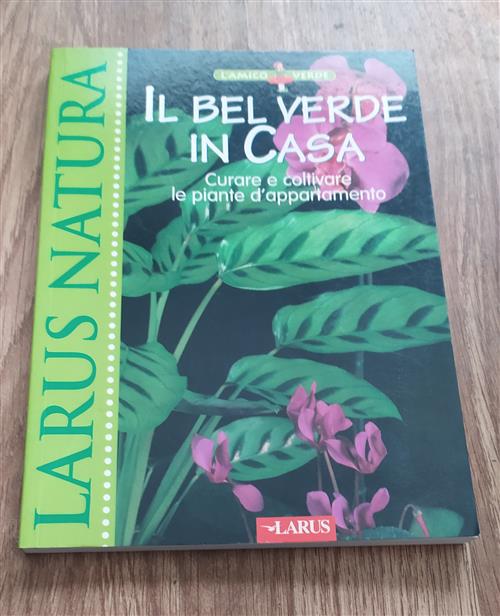 LARUS NATURA
L'AMICO VERDE
IL BEL VERDE
IN CASA
Curare e coltivare
le piante d'appartamento
LARUS